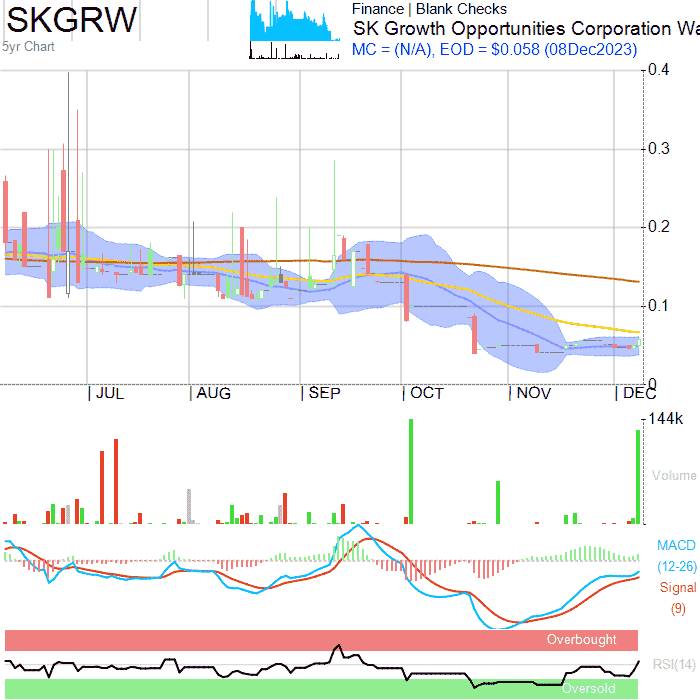 SKGRW
5yr Chart
Finance | Blank Checks
SK Growth Opportunities Corporation Wa
MC = (N/A), EOD = $0.058 (08Dec2023)
0.4
0.3
0.2
0.1
0
JUL AUG SEP OCT NOV DEC
144k
Volume
MACD
(12-26)
Signal
(9)
Overbought
RSI(14)
Oversold